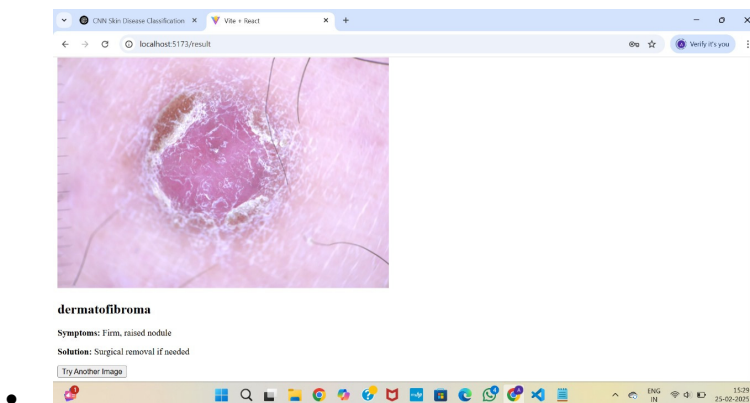 CNN Skin Disease Classification
Vite + React
localhost:5173/result
Verify it's you
dermatofibroma
Symptoms: Firm, raised nodule
Solution: Surgical removal if needed
Try Another Image
ENG
IN
15:29
25-02-2025